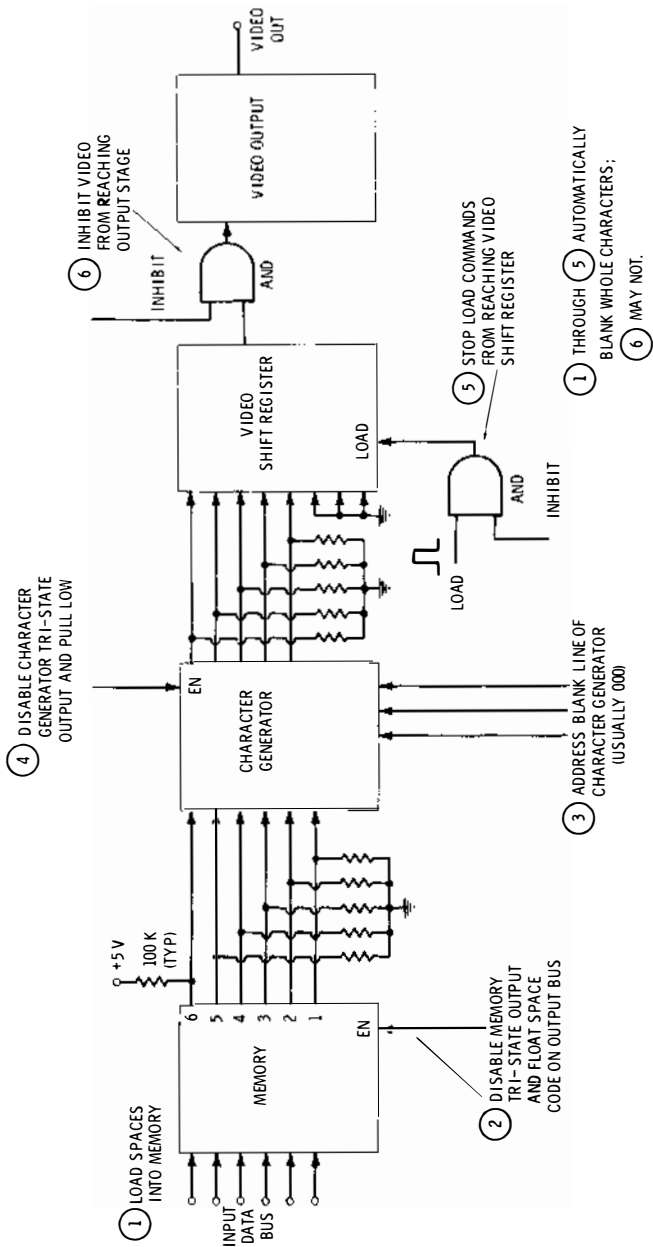 1 LOAD SPACES
INTO MEMORY
INPUT
DATA
BUS
MEMORY
6
5
4
3
2
1
EN
2 DISABLE MEMORY
TRI-STATE OUTPUT
AND FLOAT SPACE
CODE ON OUTPUT BUS
+5 V
100 K
(TYP)
4 DISABLE CHARACTER
GENERATOR TRI-STATE
OUTPUT AND PULL LOW
EN
CHARACTER
GENERATOR
3 ADDRESS BLANK LINE OF
CHARACTER GENERATOR
(USUALLY 000)
VIDEO
SHIFT REGISTER
LOAD
LOAD
AND
INHIBIT
5 STOP LOAD COMMANDS
FROM REACHING VIDEO
SHIFT REGISTER
INHIBIT
AND
6 INHIBIT VIDEO
FROM REACHING
OUTPUT STAGE
VIDEO OUTPUT
VIDEO
OUT
1 THROUGH 5 AUTOMATICALLY
BLANK WHOLE CHARACTERS;
6 MAY NOT.